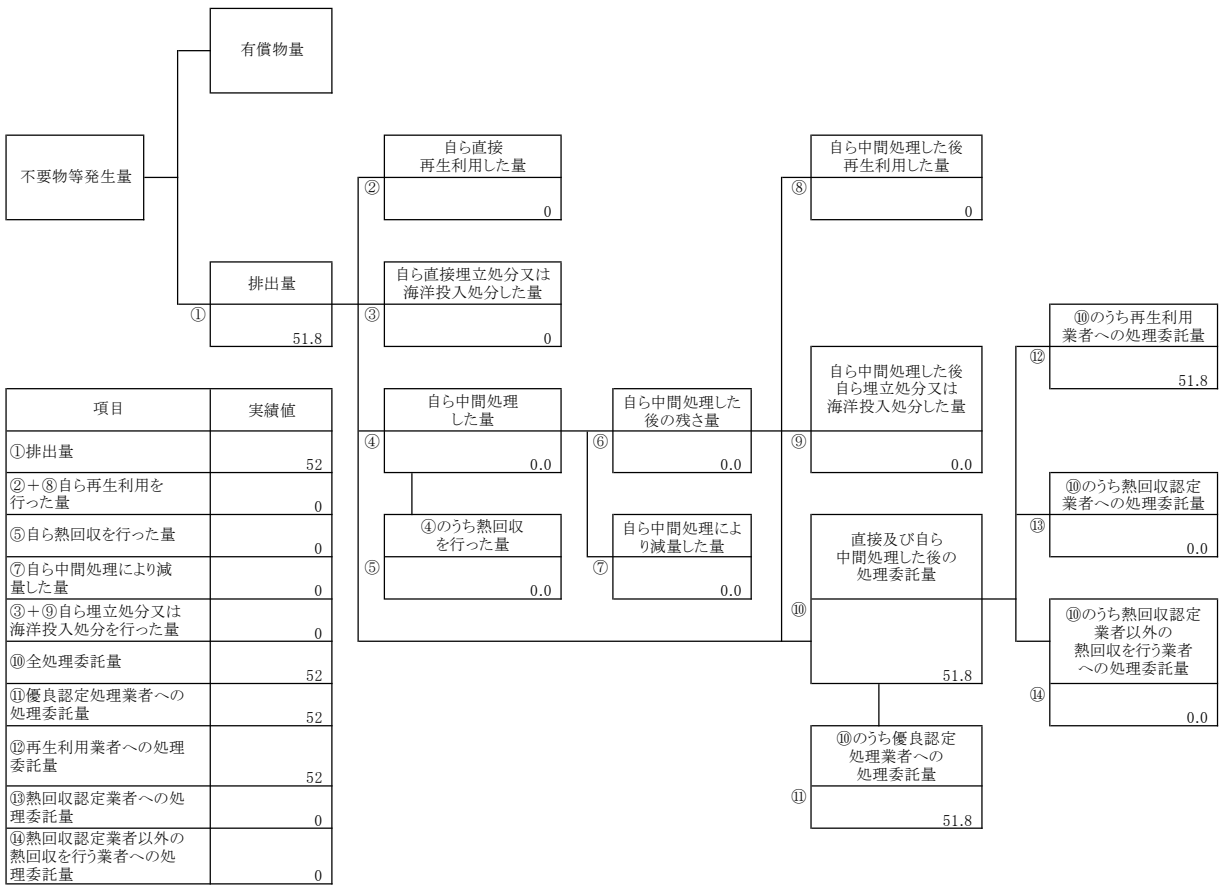 有償物量
不要物等発生量
排出量
①
51.8
自ら直接
再生利用した量
②
0
自ら直接埋立処分又は
海洋投入処分した量
③
0
自ら中間処理
した量
④
0.0
④のうち熱回収
を行った量
⑤
0.0
自ら中間処理した
後の残さ量
⑥
0.0
自ら中間処理によ
り減量した量
⑦
0.0
自ら中間処理した後
再生利用した量
⑧
0
自ら中間処理した後
自ら埋立処分又は
海洋投入処分した量
⑨
0.0
直接及び自ら
中間処理した後の
処理委託量
⑩
51.8
⑩のうち優良認定
処理業者への
処理委託量
⑪
51.8
⑩のうち再生利用
業者への処理委託量
⑫
51.8
⑩のうち熱回収認定
業者への処理委託量
⑬
0.0
⑩のうち熱回収認定
業者以外の
熱回収を行う業者
への処理委託量
⑭
0.0
項目 実績値
①排出量 52
②+⑧自ら再生利用を
行った量 0
⑤自ら熱回収を行った量 0
⑦自ら中間処理により減
量した量 0
③+⑨自ら埋立処分又は
海洋投入処分を行った量 0
⑩全処理委託量 52
⑪優良認定処理業者への
処理委託量 52
⑫再生利用業者への処理
委託量 52
⑬熱回収認定業者への処
理委託量 0
⑭熱回収認定業者以外の
熱回収を行う業者への処
理委託量 0